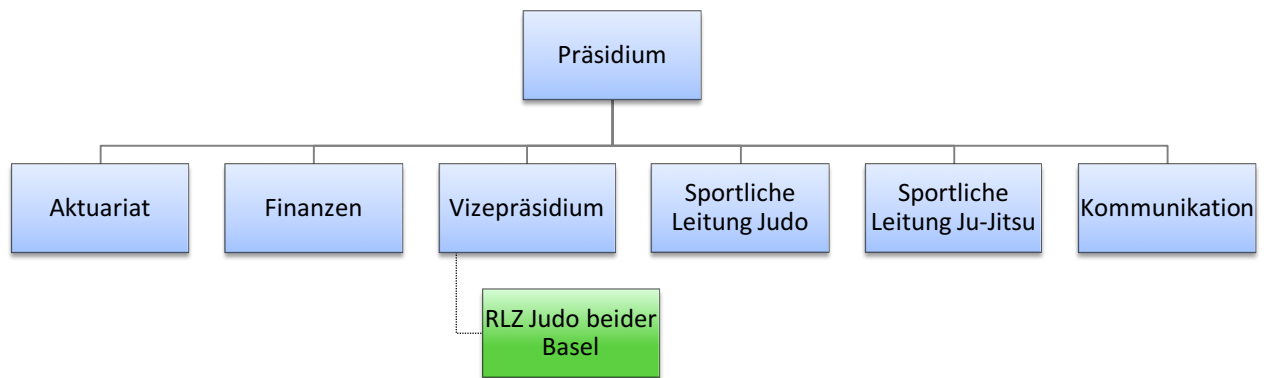 Präsidium
Aktuariat
Finanzen
Vizepräsidium
Sportliche
Leitung Judo
Sportliche
Leitung Ju-Jitsu
Kommunikation
RLZ Judo beider
Basel